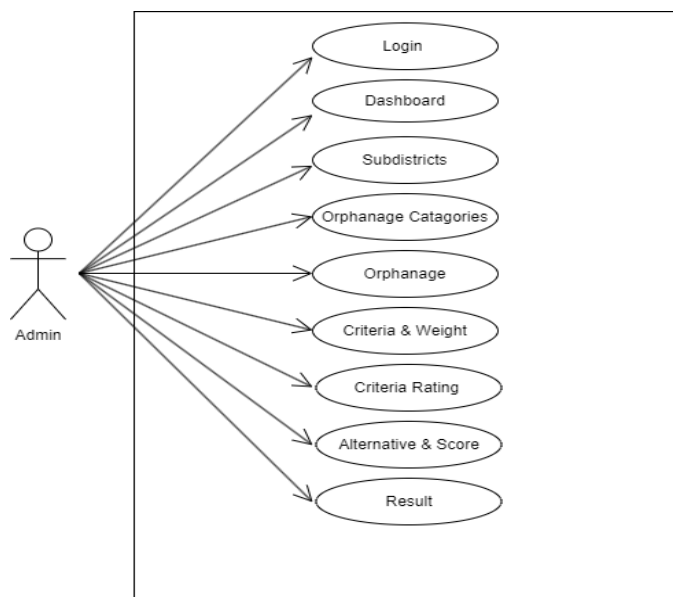 Login
Dashboard
Subdistricts
Orphanage Catagories
Orphanage
Criteria & Weight
Admin
Criteria Rating
Alternative & Score
Result